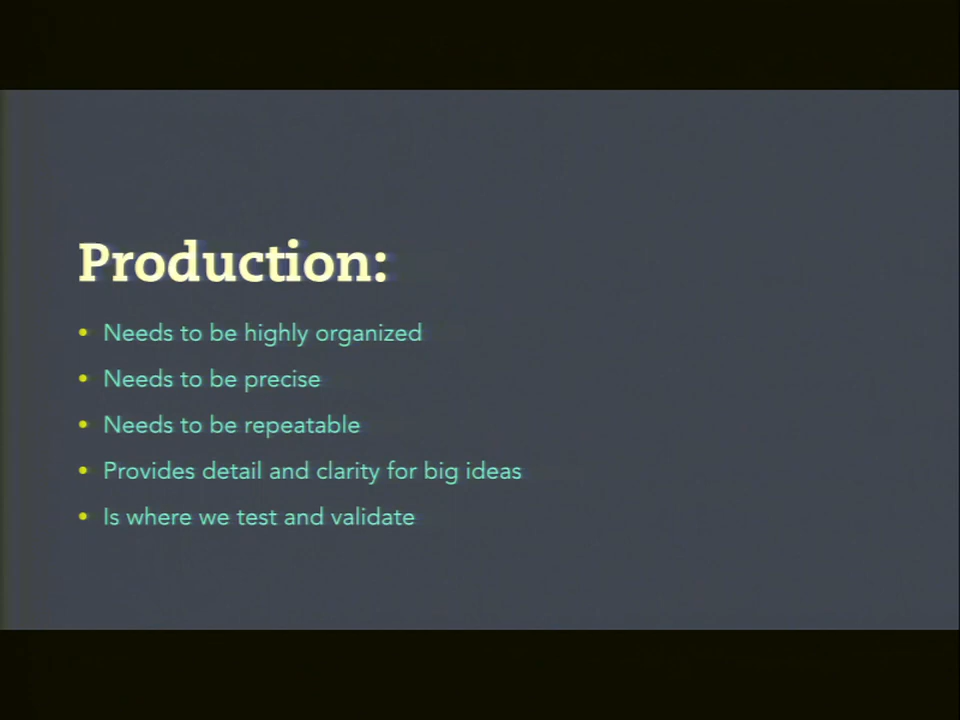 Production:
• Needs to be highly organized
• Needs to be precise
• Needs to be repeatable
• Provides detail and clarity for big ideas
• Is where we test and validate